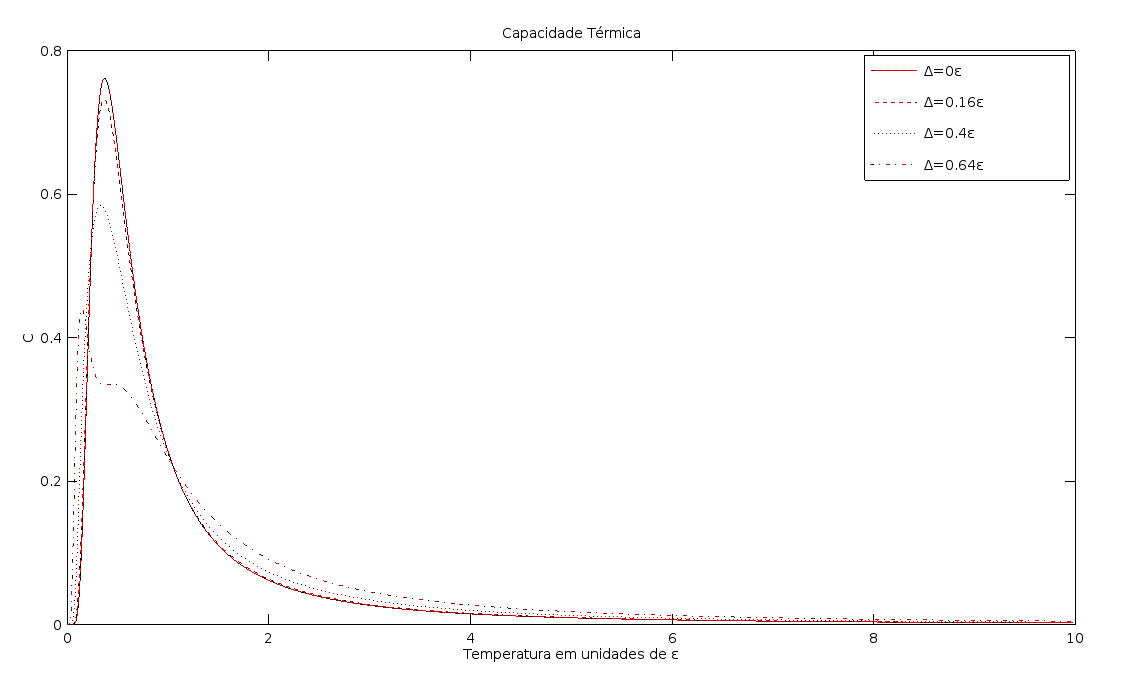 Capacidade Térmica
0.8
Δ=0ε
Δ=0.16ε
Δ=0.4ε
Δ=0.64ε
0.6
0.4
C
0.2
0
0 2 4 6 8 10
Temperatura em unidades de ε